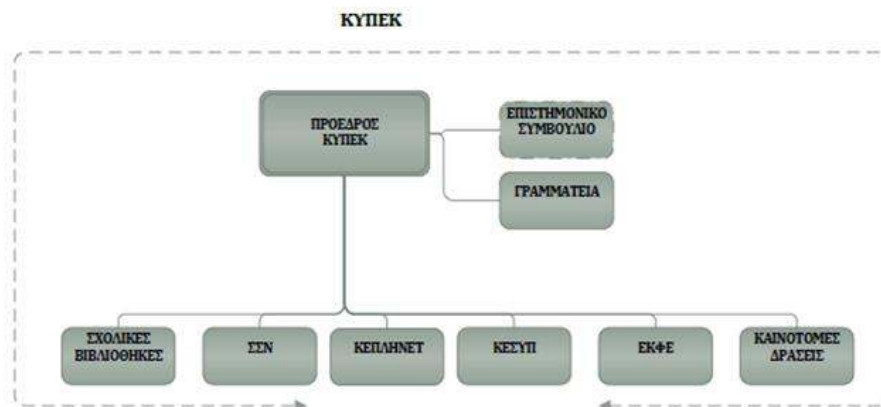 ΚΥΠΕΚ
ΠΡΟΕΔΡΟΣ
ΚΥΠΕΚ
ΕΠΙΣΤΗΜΟΝΙΚΟ
ΣΥΜΒΟΥΛΙΟ
ΓΡΑΜΜΑΤΕΙΑ
ΣΧΟΛΙΚΕΣ
ΒΙΒΛΙΟΘΗΚΕΣ
ΣΣΝ
ΚΕΠΛΗΝΕΤ
ΚΕΣΥΠ
ΕΚΦΕ
ΚΑΙΝΟΤΟΜΕΣ
ΔΡΑΣΕΙΣ